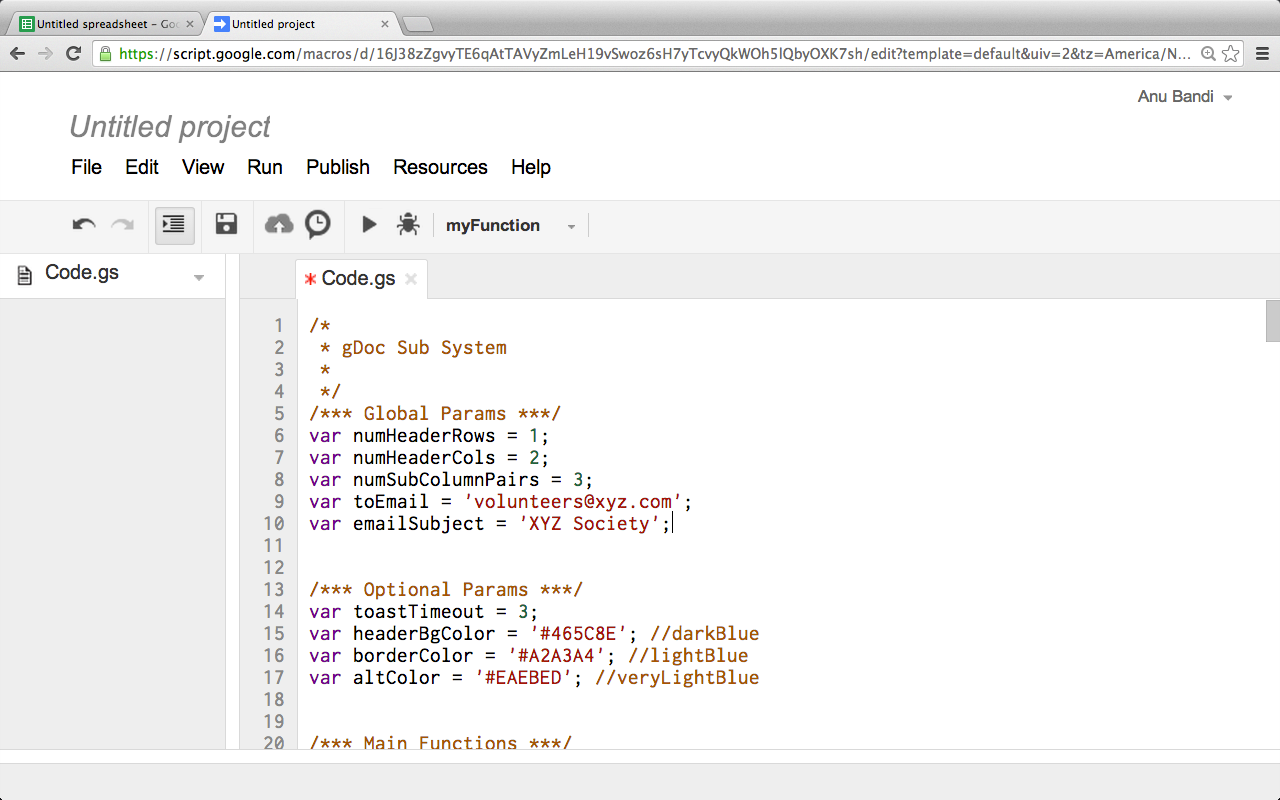 Untitled spreadsheet – Go
Untitled project
https://script.google.com/macros/d/16J38zZgvyTE6qAtTAVyZmLeH19vSwoz6sH7yTcvyQkWOh5lQbyOXK7sh/edit?template=default&uiv=2&tz=America/N...
Anu Bandi
Untitled project
File Edit View Run Publish Resources Help
myFunction
Code.gs
* Code.gs
1 /*
2  * gDoc Sub System
3  *
4  */
5 /*** Global Params ***/
6 var numHeaderRows = 1;
7 var numHeaderCols = 2;
8 var numSubColumnPairs = 3;
9 var toEmail = 'volunteers@xyz.com';
10 var emailSubject = 'XYZ Society';
11
12
13 /*** Optional Params ***/
14 var toastTimeout = 3;
15 var headerBgColor = '#465C8E'; //darkBlue
16 var borderColor = '#A2A3A4'; //lightBlue
17 var altColor = '#EAEBED'; //veryLightBlue
18
19
20 /*** Main Functions ***/